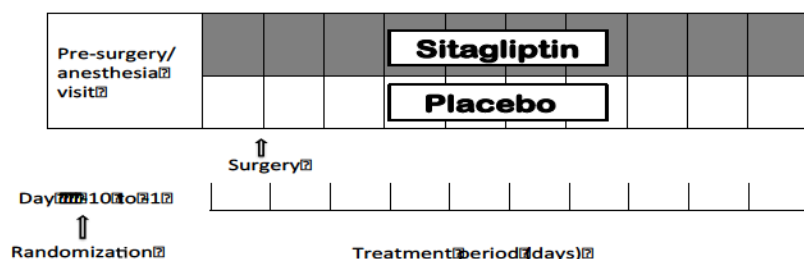 Pre-surgery/
anesthesia
visit
Sitagliptin
Placebo
Surgery
Day -10 to -1
Randomization
Treatment period (days)